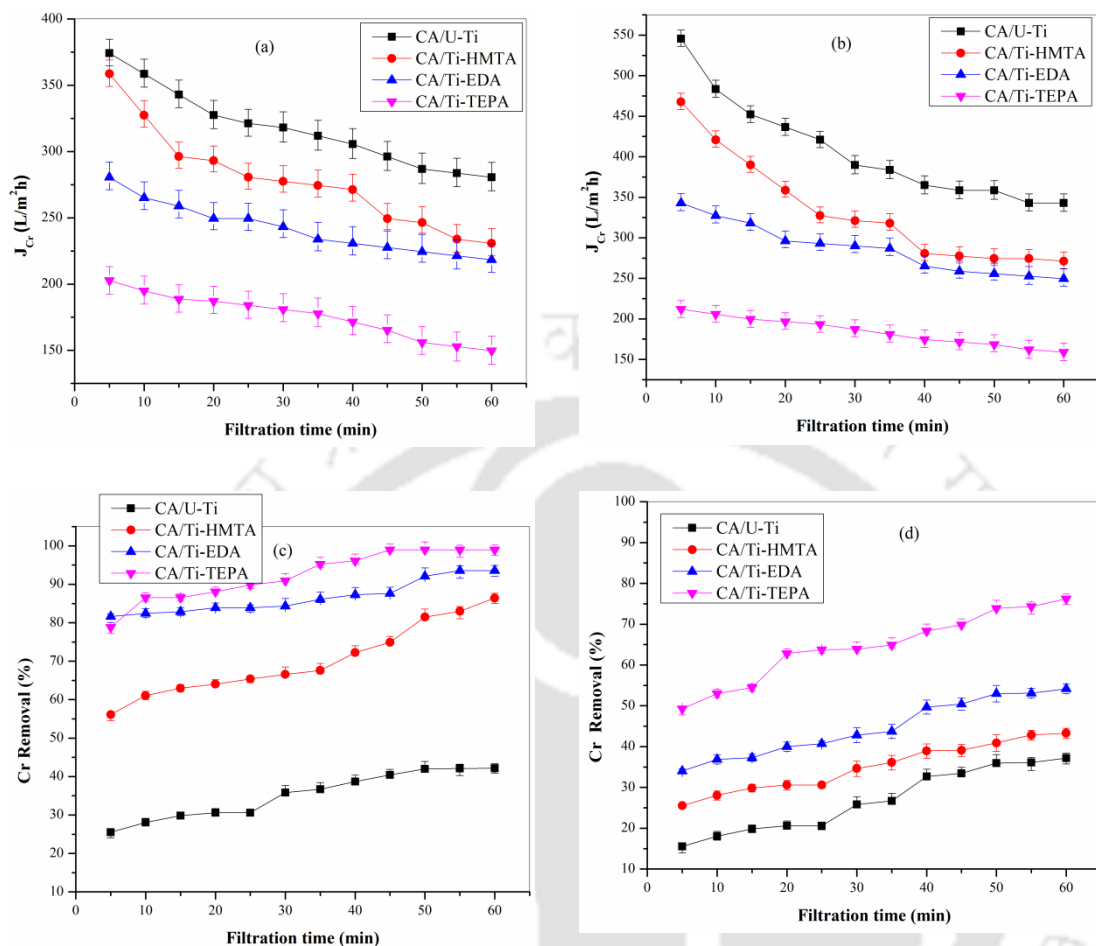 (a)
CA/U-Ti
CA/Ti-HMTA
CA/Ti-EDA
CA/Ti-TEPA
J_Cr (L/m²h)
400
350
300
250
200
150
0 10 20 30 40 50 60
Filtration time (min)
(b)
CA/U-Ti
CA/Ti-HMTA
CA/Ti-EDA
CA/Ti-TEPA
J_Cr (L/m²h)
550
500
450
400
350
300
250
200
150
0 10 20 30 40 50 60
Filtration time (min)
CA/U-Ti
CA/Ti-HMTA
CA/Ti-EDA
CA/Ti-TEPA
(c)
Cr Removal (%)
100
90
80
70
60
50
40
30
20
10
0 10 20 30 40 50 60
Filtration time (min)
CA/U-Ti
CA/Ti-HMTA
CA/Ti-EDA
CA/Ti-TEPA
(d)
Cr Removal (%)
100
90
80
70
60
50
40
30
20
10
0 10 20 30 40 50 60
Filtration time (min)